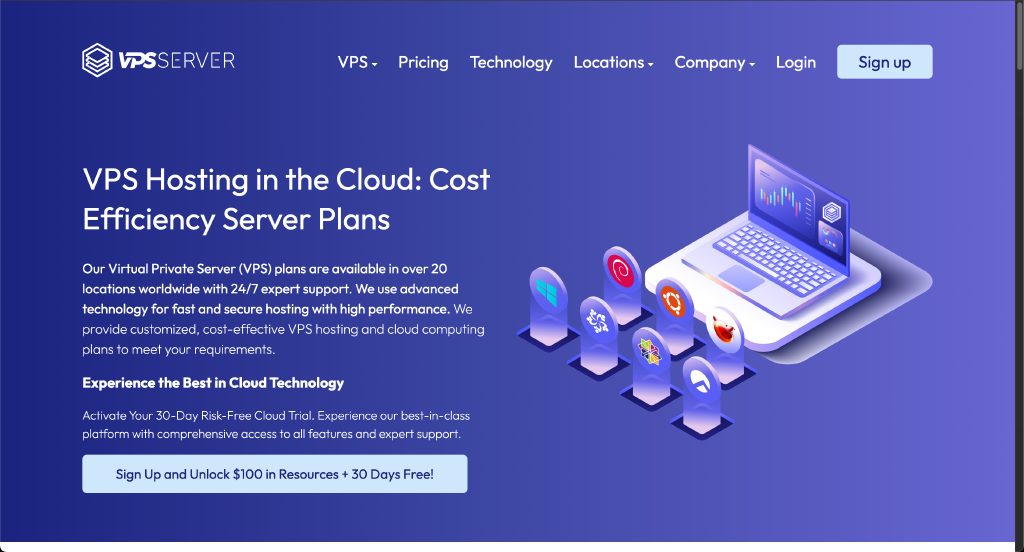 VPSSERVER
VPS
Pricing
Technology
Locations
Company
Login
Sign up
VPS Hosting in the Cloud: Cost
Efficiency Server Plans
Our Virtual Private Server (VPS) plans are available in over 20
locations worldwide with 24/7 expert support. We use advanced
technology for fast and secure hosting with high performance. We
provide customized, cost-effective VPS hosting and cloud computing
plans to meet your requirements.
Experience the Best in Cloud Technology
Activate Your 30-Day Risk-Free Cloud Trial. Experience our best-in-class
platform with comprehensive access to all features and expert support.
Sign Up and Unlock $100 in Resources + 30 Days Free!